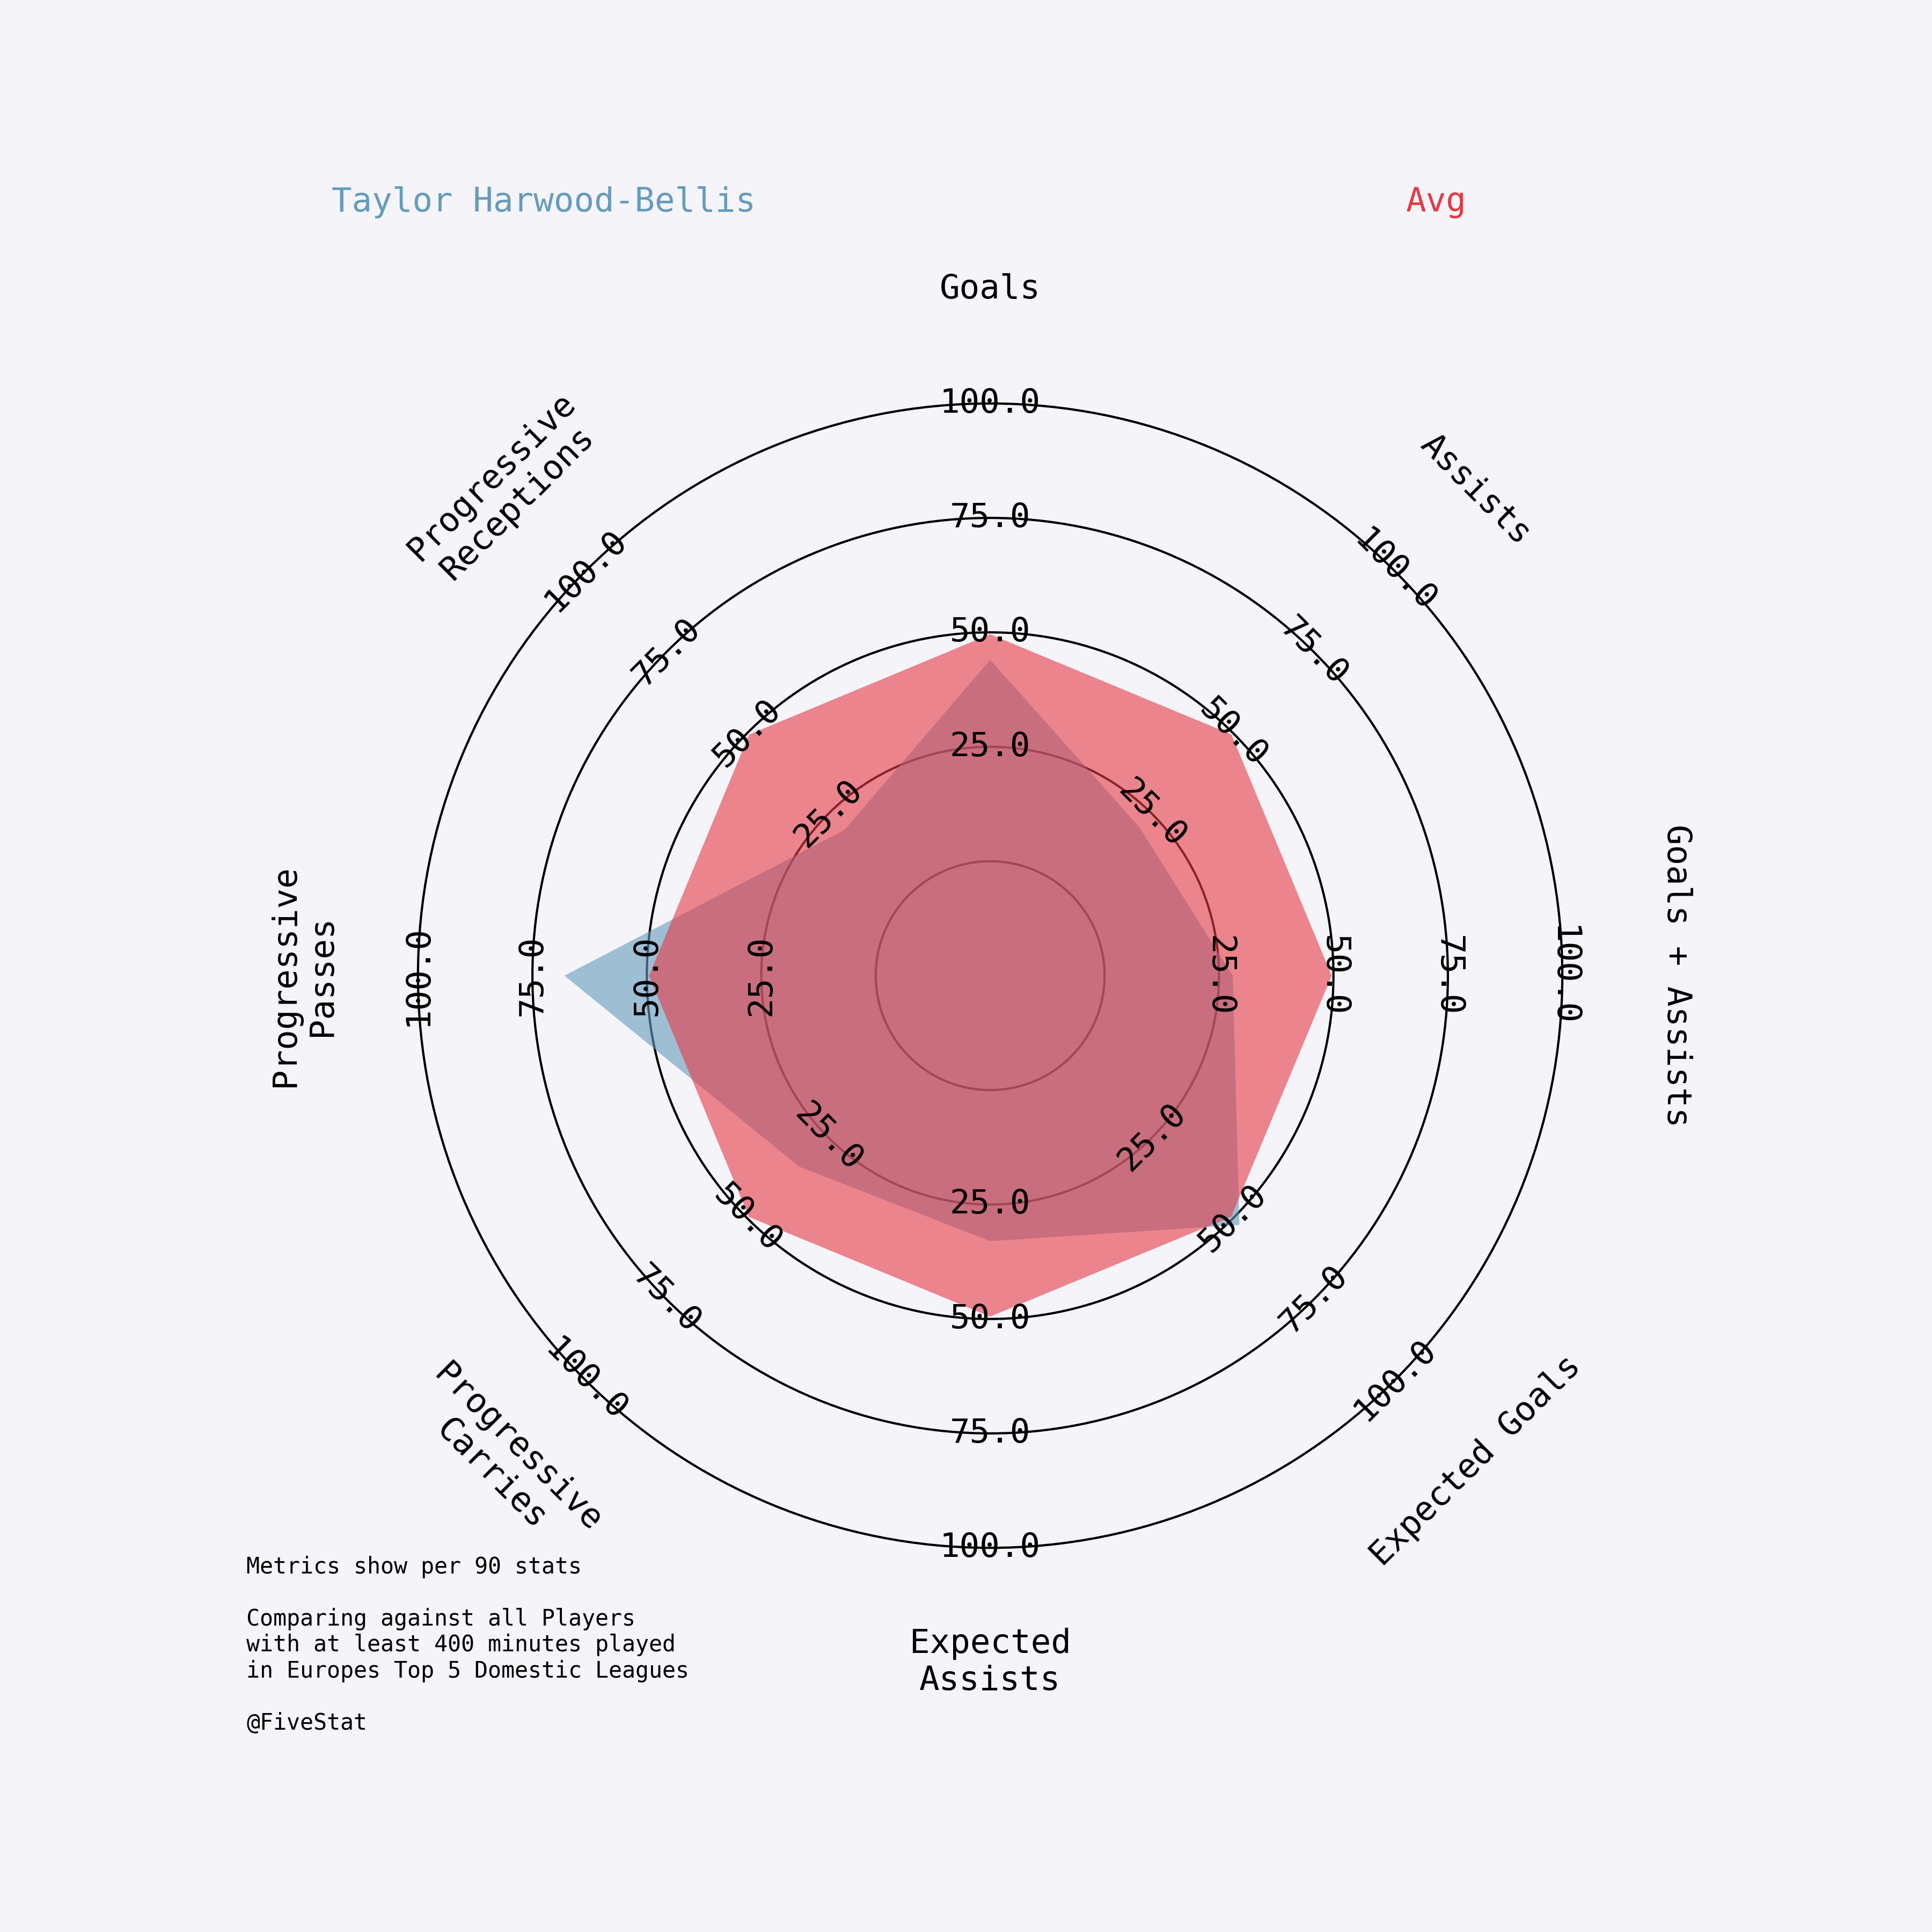 Taylor Harwood-Bellis
Avg
Goals
Assists
Goals + Assists
Expected Goals
Expected
Assists
Progressive
Carries
Progressive
Passes
Progressive
Receptions
25.0
50.0
75.0
100.0
25.0
50.0
75.0
100.0
25.0
50.0
75.0
100.0
25.0
50.0
75.0
100.0
25.0
50.0
75.0
100.0
25.0
50.0
75.0
100.0
25.0
50.0
75.0
100.0
25.0
50.0
75.0
100.0
Metrics show per 90 stats
Comparing against all Players
with at least 400 minutes played
in Europes Top 5 Domestic Leagues
@FiveStat